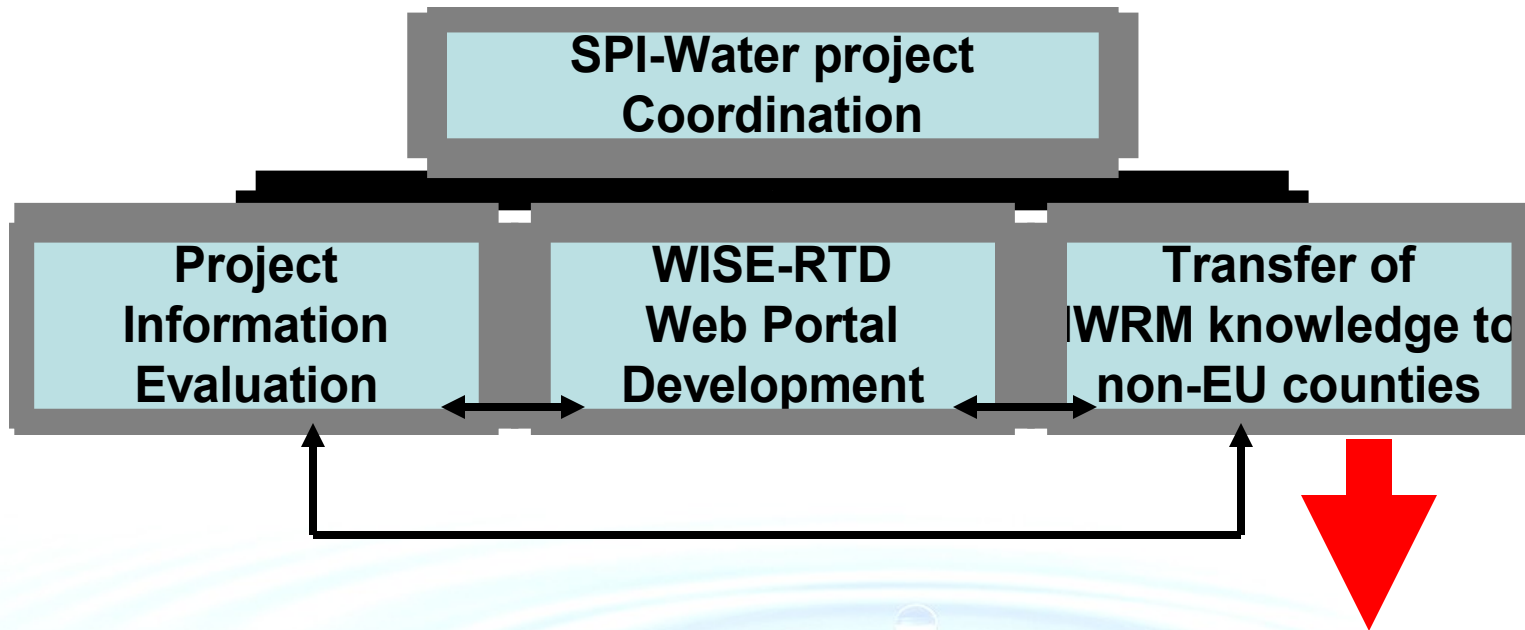 SPI-Water project
Coordination
Project
Information
Evaluation
WISE-RTD
Web Portal
Development
Transfer of
IWRM knowledge to
non-EU counties